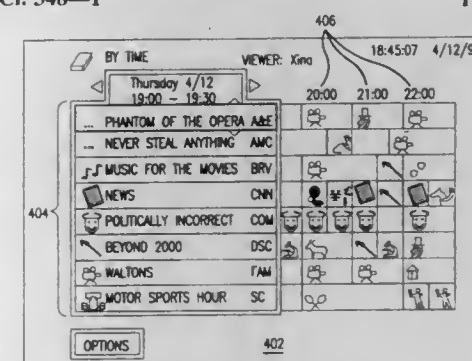 406
BY TIME VIEWER: Xina 18:45:07 4/12/9
Thursday 4/12
19:00 - 19:30 20:00 21:00 22:00
... PHANTOM OF THE OPERA A&E
... NEVER STEAL ANYTHING AMC
MUSIC FOR THE MOVIES BRV
NEWS CNN
404
POLITICALLY INCORRECT COM
BEYOND 2000 DSC
WALTONS FAM
MOTOR SPORTS HOUR SC
OPTIONS 402